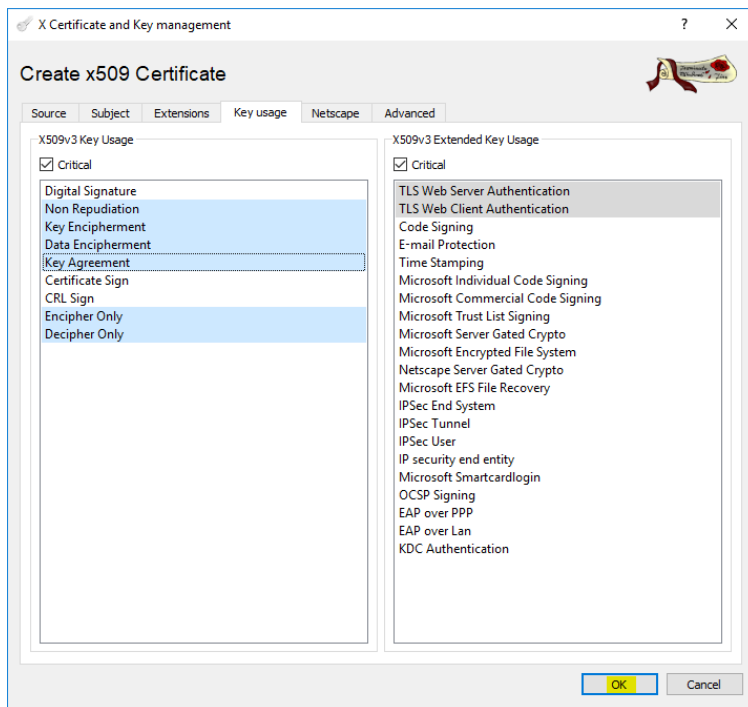 X Certificate and Key management
?
Create x509 Certificate
Source Subject Extensions Key usage Netscape Advanced
X509v3 Key Usage
Critical
Digital Signature
Non Repudiation
Key Encipherment
Data Encipherment
Key Agreement
Certificate Sign
CRL Sign
Encipher Only
Decipher Only
X509v3 Extended Key Usage
Critical
TLS Web Server Authentication
TLS Web Client Authentication
Code Signing
E-mail Protection
Time Stamping
Microsoft Individual Code Signing
Microsoft Commercial Code Signing
Microsoft Trust List Signing
Microsoft Server Gated Crypto
Microsoft Encrypted File System
Netscape Server Gated Crypto
Microsoft EFS File Recovery
IPSec End System
IPSec Tunnel
IPSec User
IP security end entity
Microsoft Smartcardlogin
OCSP Signing
EAP over PPP
EAP over Lan
KDC Authentication
OK Cancel